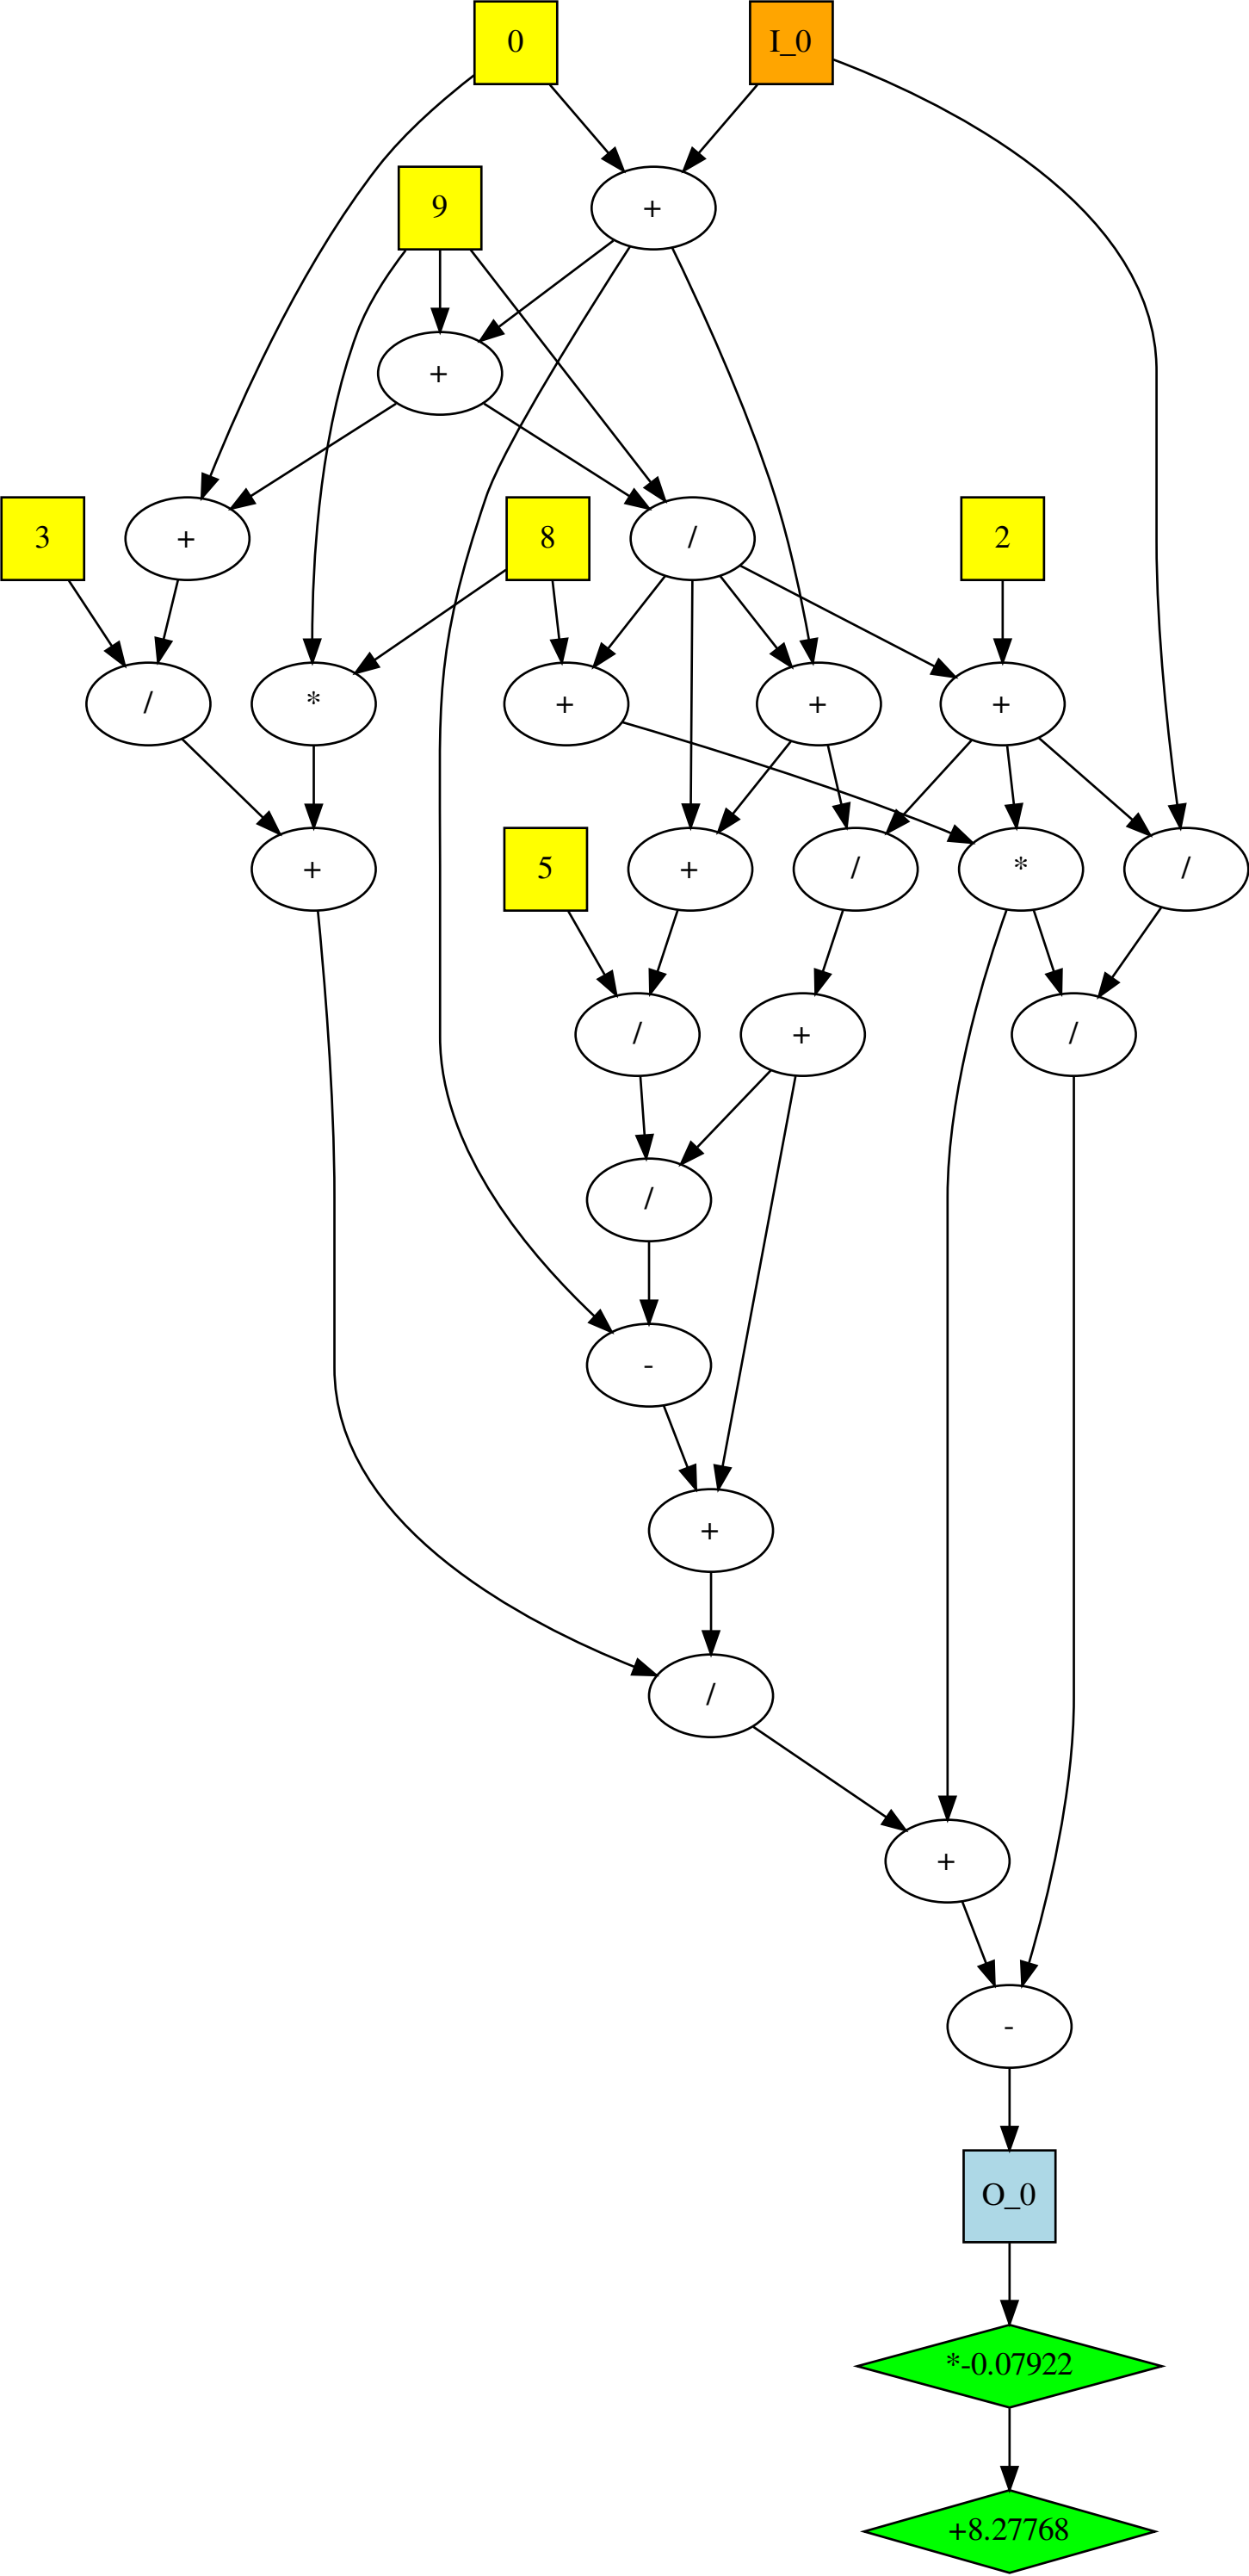 0 I_0
9 +
+
3 + 8 / 2
/ * + + +
+ 5 + / * /
/ + /
/
-
+
/
+
-
O_0
*-0.07922
+8.27768